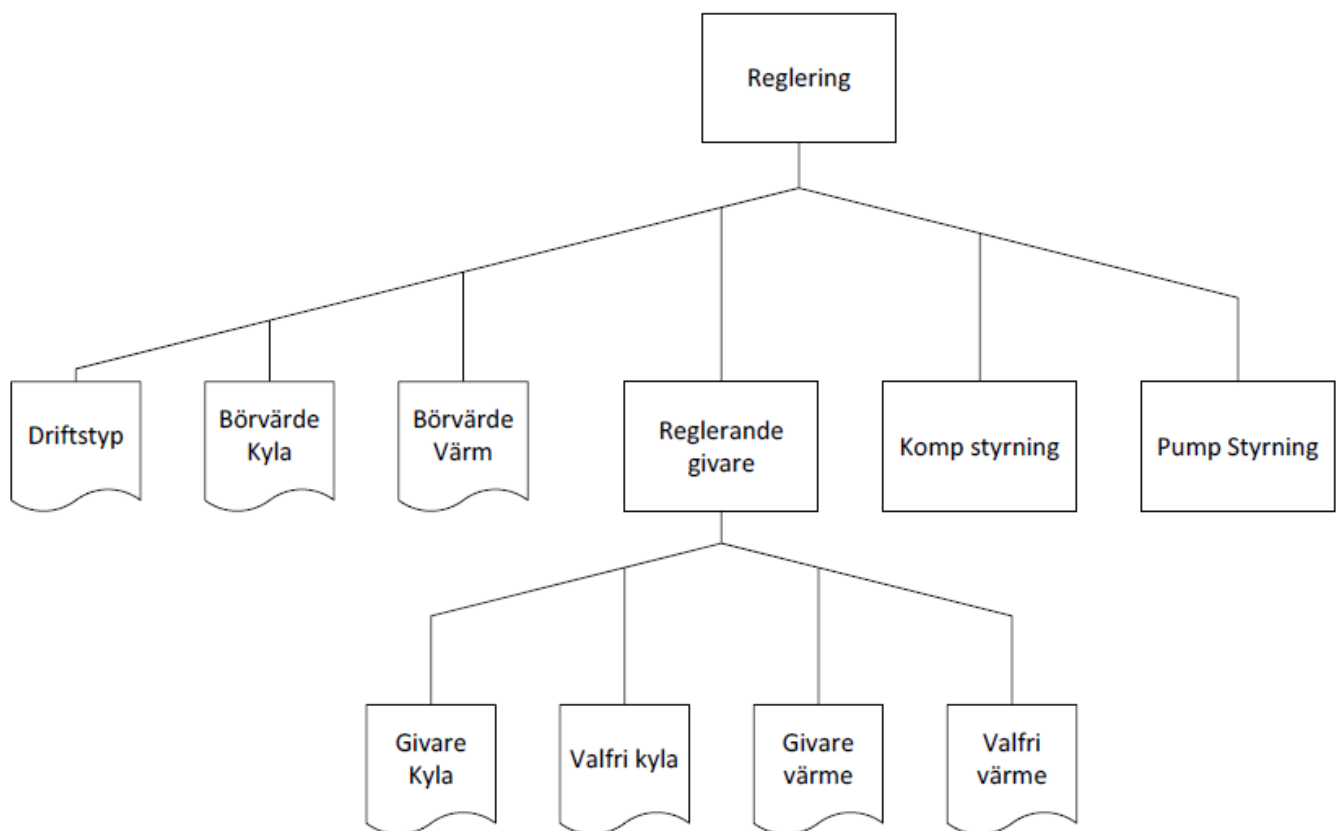 Reglering
Driftstyp
Börvärde
Kyla
Börvärde
Värm
Reglerande
givare
Komp styrning
Pump Styrning
Givare
Kyla
Valfri kyla
Givare
värme
Valfri
värme